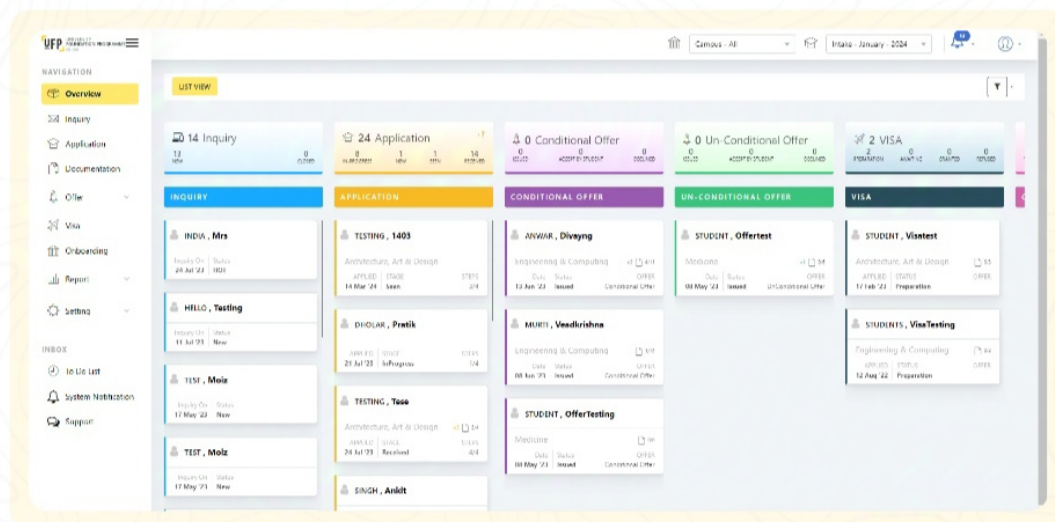 UFP
Campus - All
Intake - January - 2024
NAVIGATION
Overview
Inquiry
Application
Documentation
Offer
Visa
Onboarding
Report
Setting
INBOX
To Do List
System Notification
Support
LIST VIEW
14 Inquiry
13 0
NEW CLOSED
24 Application
8 1 1 14
NEW SEEN RECEIVED
0 Conditional Offer
0 0 0
ISSUED ACCEPT BY STUDENT DECLINED
0 Un-Conditional Offer
0 0 0
ISSUED ACCEPT BY STUDENT DECLINED
2 VISA
2 0 0 0
PREPARATION AWAITING GRANTED REFUSED
INQUIRY
INDIA , Mrs
Inquiry On Status
24 Jul '23
HELLO , Testing
Inquiry On Status
11 Jul '23 New
TEST , Moiz
Inquiry On Status
17 May '23 New
TEST , Moiz
Inquiry On Status
17 May '23 New
APPLICATION
TESTING , 1403
Architecture, Art & Design
APPLIED STAGE STEPS
14 Mar '24 Seen
DHOLAR , Pratik
APPLIED STAGE STEPS
21 Jul '23 InProgress
TESTING , Tese
Architecture, Art & Design
APPLIED STAGE STEPS
24 Jul '23 Received 4/4
SINGH , Ankit
CONDITIONAL OFFER
ANWAR , Divayng
Engineering & Computing
Date Status OFFER
13 Jun '23 Issued Conditional Offer
MURTI , Veadkrishna
Engineering & Computing
Date Status OFFER
08 Jun '23 Issued Conditional Offer
STUDENT , OfferTesting
Medicine
Date Status OFFER
08 May '23 Issued Conditional Offer
UN-CONDITIONAL OFFER
STUDENT , Offertest
Medicine
Date Status OFFER
08 May '23 Issued UnConditional Offer
VISA
STUDENT , Visatest
Architecture, Art & Design
APPLIED STATUS OFFER
17 Feb '23 Preparation
STUDENTS , VisaTesting
Engineering & Computing
APPLIED STATUS OFFER
12 Aug '22 Preparation